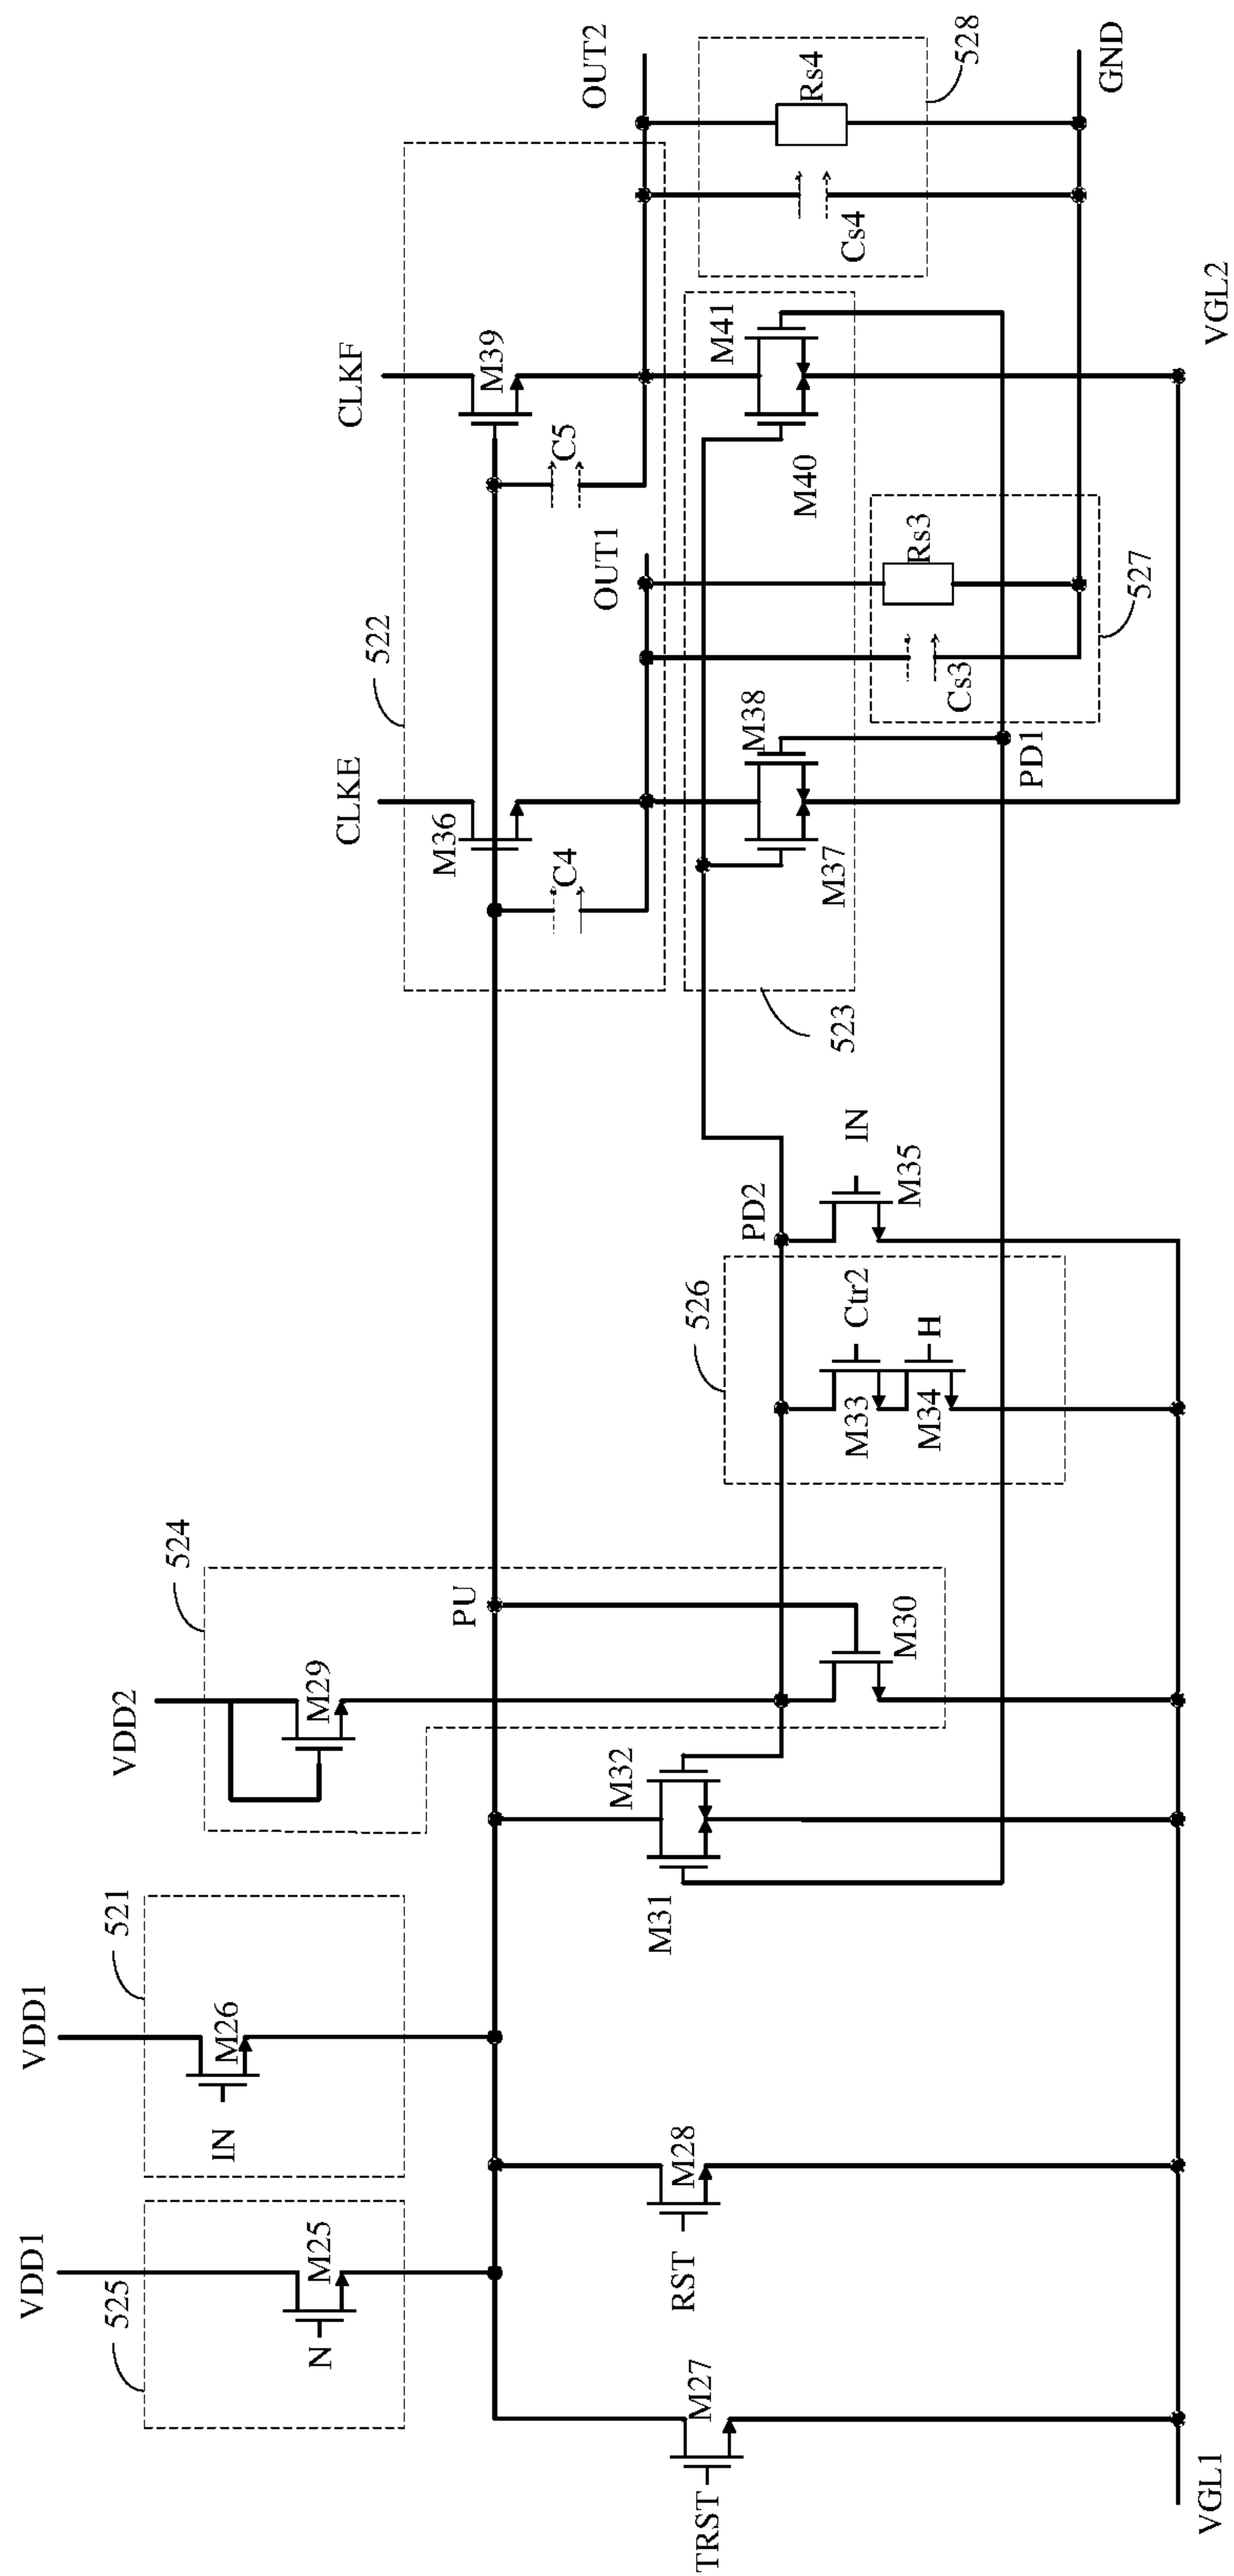 VDD1
525
N
M25
TRST
M27
RST
M28
VDD1
521
IN
M26
VDD2
524
M29
PU
M31
M32
M30
526
PD2
Ctr2
M33
H
M34
IN
M35
522
CLKE
M36
C4
OUT1
CLKF
M39
C5
OUT2
523
M37
M38
M40
M41
PD1
Cs3
Rs3
527
Cs4
Rs4
528
GND
VGL1
VGL2